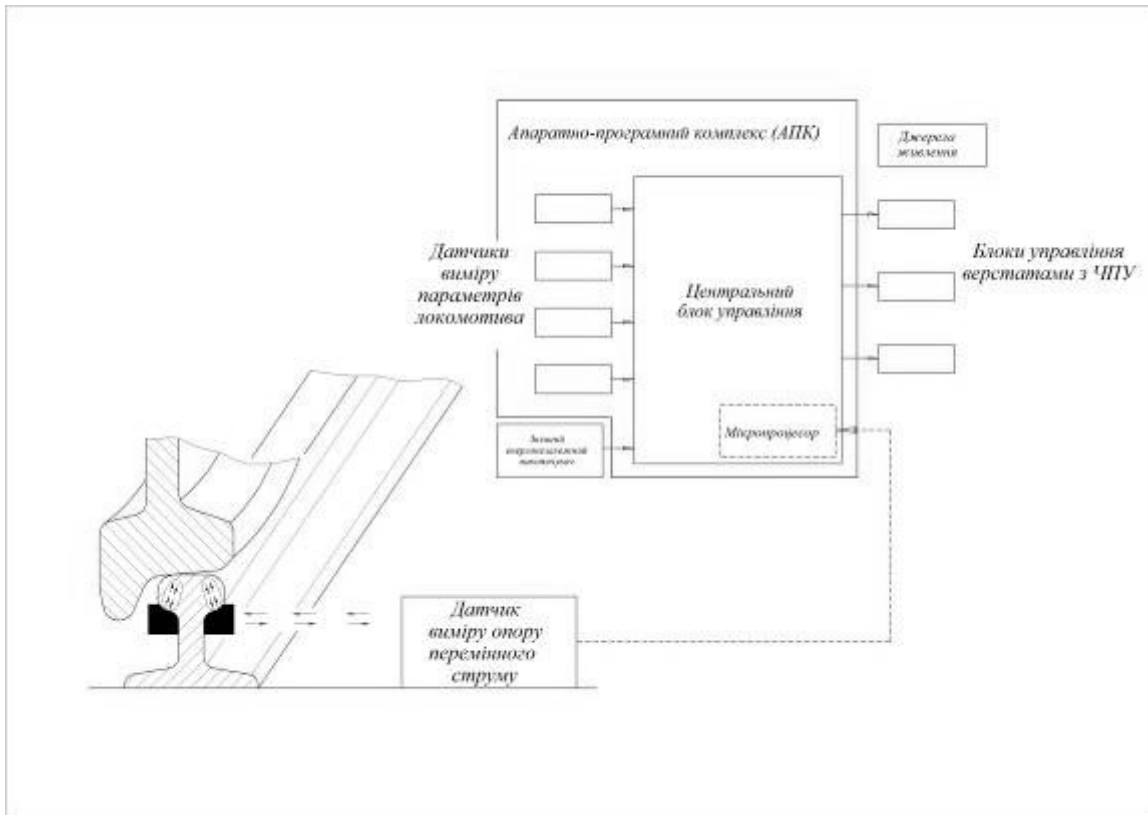 Апаратно-програмний комплекс (АПК)
Джерела
живлення
Датчики
виміру
параметрів
локомотива
Центральний
блок управління
Блоки управління
верстатами з ЧПУ
Мікропроцесор
Датчик
виміру опору
перемінного
струму